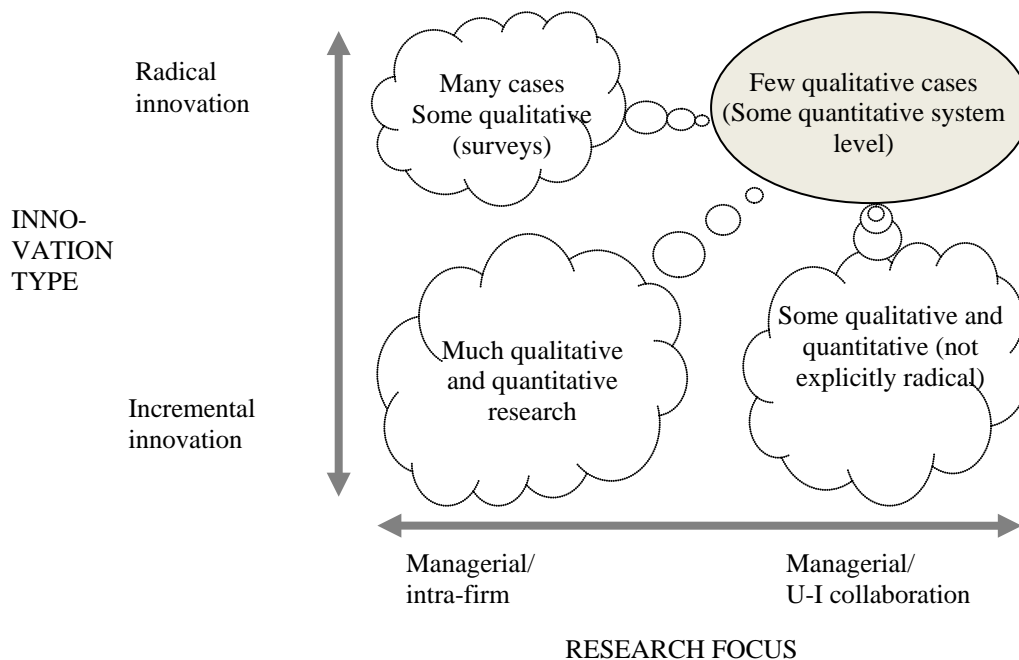 Radical
innovation
Many cases
Some qualitative
(surveys)
Few qualitative cases
(Some quantitative system
level)
INNO-
VATION
TYPE
Incremental
innovation
Much qualitative
and quantitative
research
Some qualitative and
quantitative (not
explicitly radical)
Managerial/
intra-firm
Managerial/
U-I collaboration
RESEARCH FOCUS